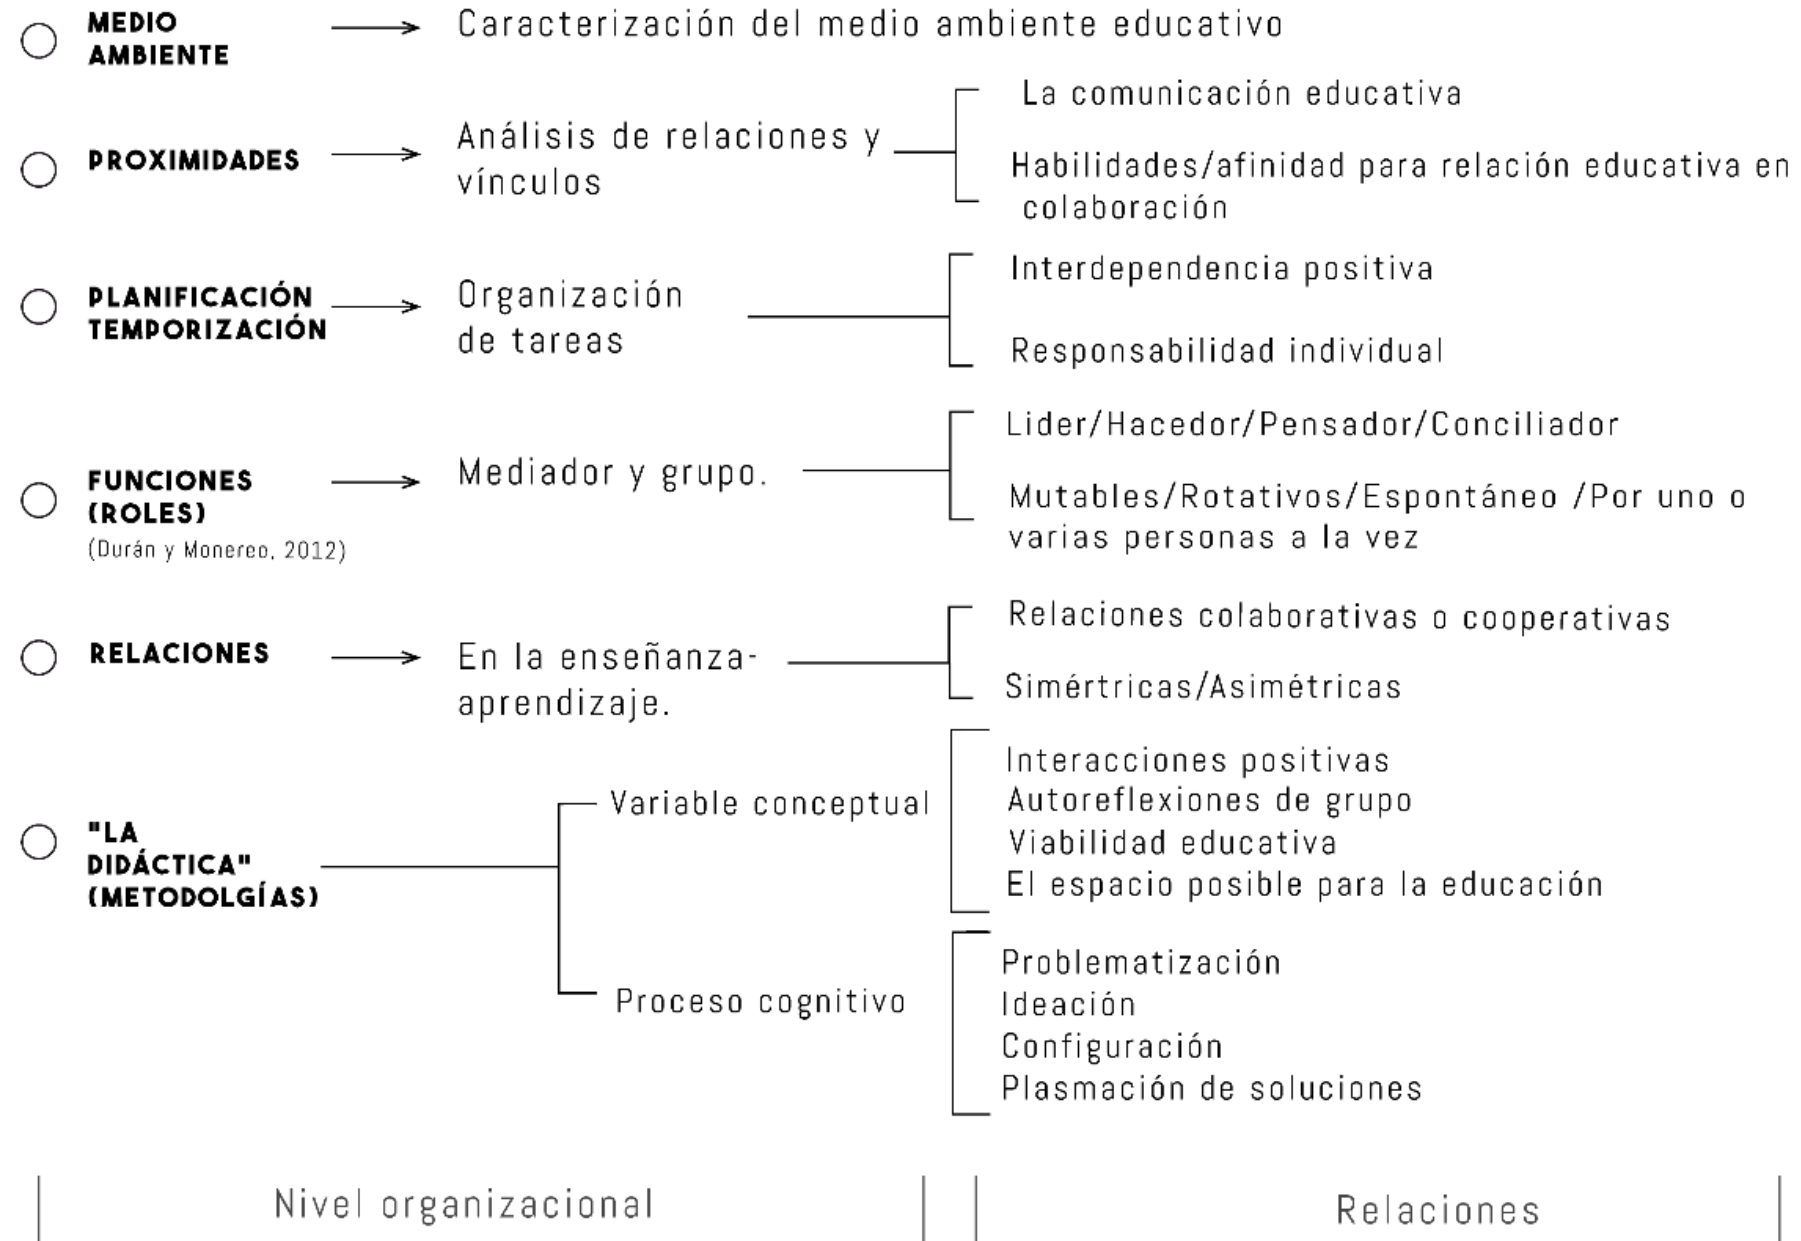 MEDIO
AMBIENTE
Caracterización del medio ambiente educativo
PROXIMIDADES
Análisis de relaciones y
vínculos
La comunicación educativa
Habilidades/afinidad para relación educativa en
colaboración
PLANIFICACIÓN
TEMPORIZACIÓN
Organización
de tareas
Interdependencia positiva
Responsabilidad individual
FUNCIONES
(ROLES)
(Durán y Monereo, 2012)
Mediador y grupo.
Lider/Hacedor/Pensador/Conciliador
Mutables/Rotativos/Espontáneo /Por uno o
varias personas a la vez
RELACIONES
En la enseñanza-
aprendizaje.
Relaciones colaborativas o cooperativas
Simértricas/Asimétricas
"LA
DIDÁCTICA"
(METODOLGÍAS)
Variable conceptual
Interacciones positivas
Autoreflexiones de grupo
Viabilidad educativa
El espacio posible para la educación
Proceso cognitivo
Problematización
Ideación
Configuración
Plasmación de soluciones
Nivel organizacional
Relaciones